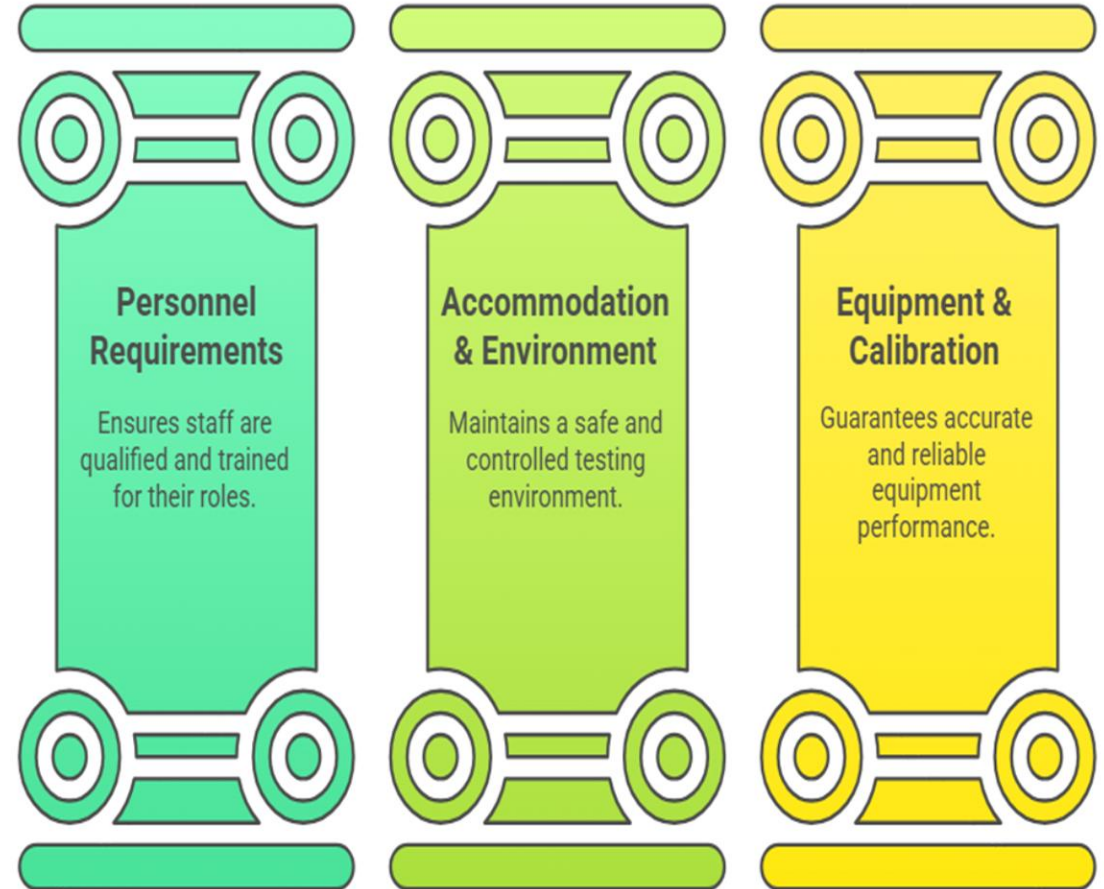 Personnel
Requirements
Ensures staff are
qualified and trained
for their roles.
Accommodation
& Environment
Maintains a safe and
controlled testing
environment.
Equipment &
Calibration
Guarantees accurate
and reliable
equipment
performance.